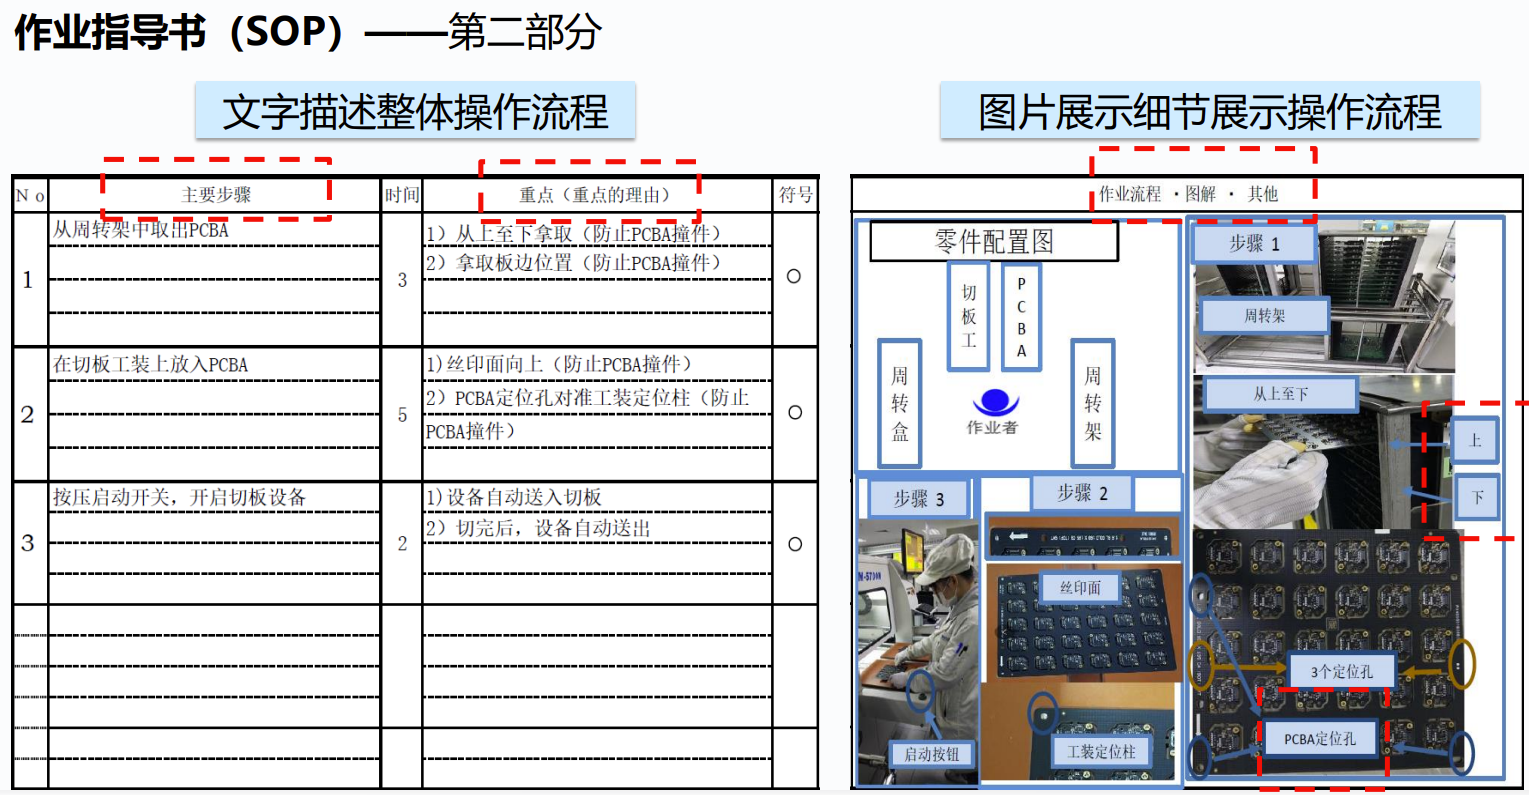 作业指导书（SOP）——第二部分
文字描述整体操作流程
图片展示细节展示操作流程
No 主要步骤 时间 重点（重点的理由） 符号
1 从周转架中取出PCBA 3 1）从上至下拿取（防止PCBA撞件） ○
2）拿取板边位置（防止PCBA撞件）
2 在切板工装上放入PCBA 5 1)丝印面向上（防止PCBA撞件） ○
2）PCBA定位孔对准工装定位柱（防止
PCBA撞件）
3 按压启动开关，开启切板设备 2 1)设备自动送入切板 ○
2）切完后，设备自动送出
作业流程 ・图解 ・ 其他
零件配置图
切板工
PCBA
周转盒
作业者
周转架
步骤 1
周转架
从上至下
上
下
3个定位孔
PCBA定位孔
步骤 2
丝印面
工装定位柱
步骤 3
启动按钮